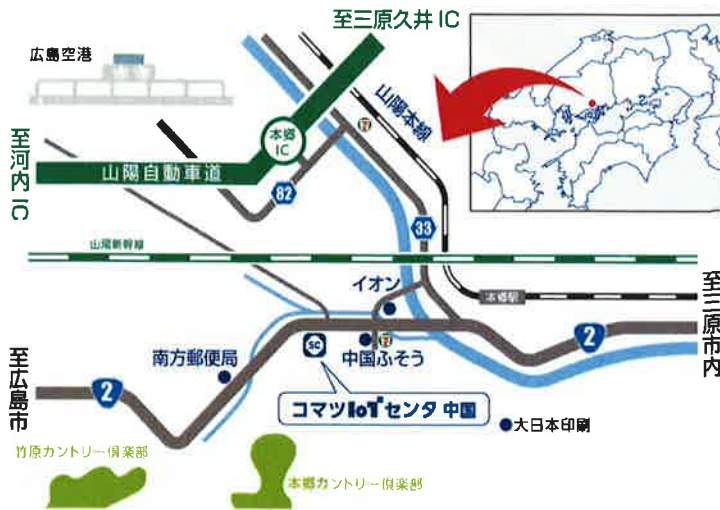 至三原久井 IC
広島空港
山陽本線
本郷
IC
7
至河内 IC
山陽自動車道
82
33
山陽新幹線
イオン
本郷駅
至三原市内
2
SC
7
中国ふそう
南方郵便局
至広島市
2
コマツ IoT センタ 中国
大日本印刷
竹原カントリー倶楽部
本郷カントリー倶楽部